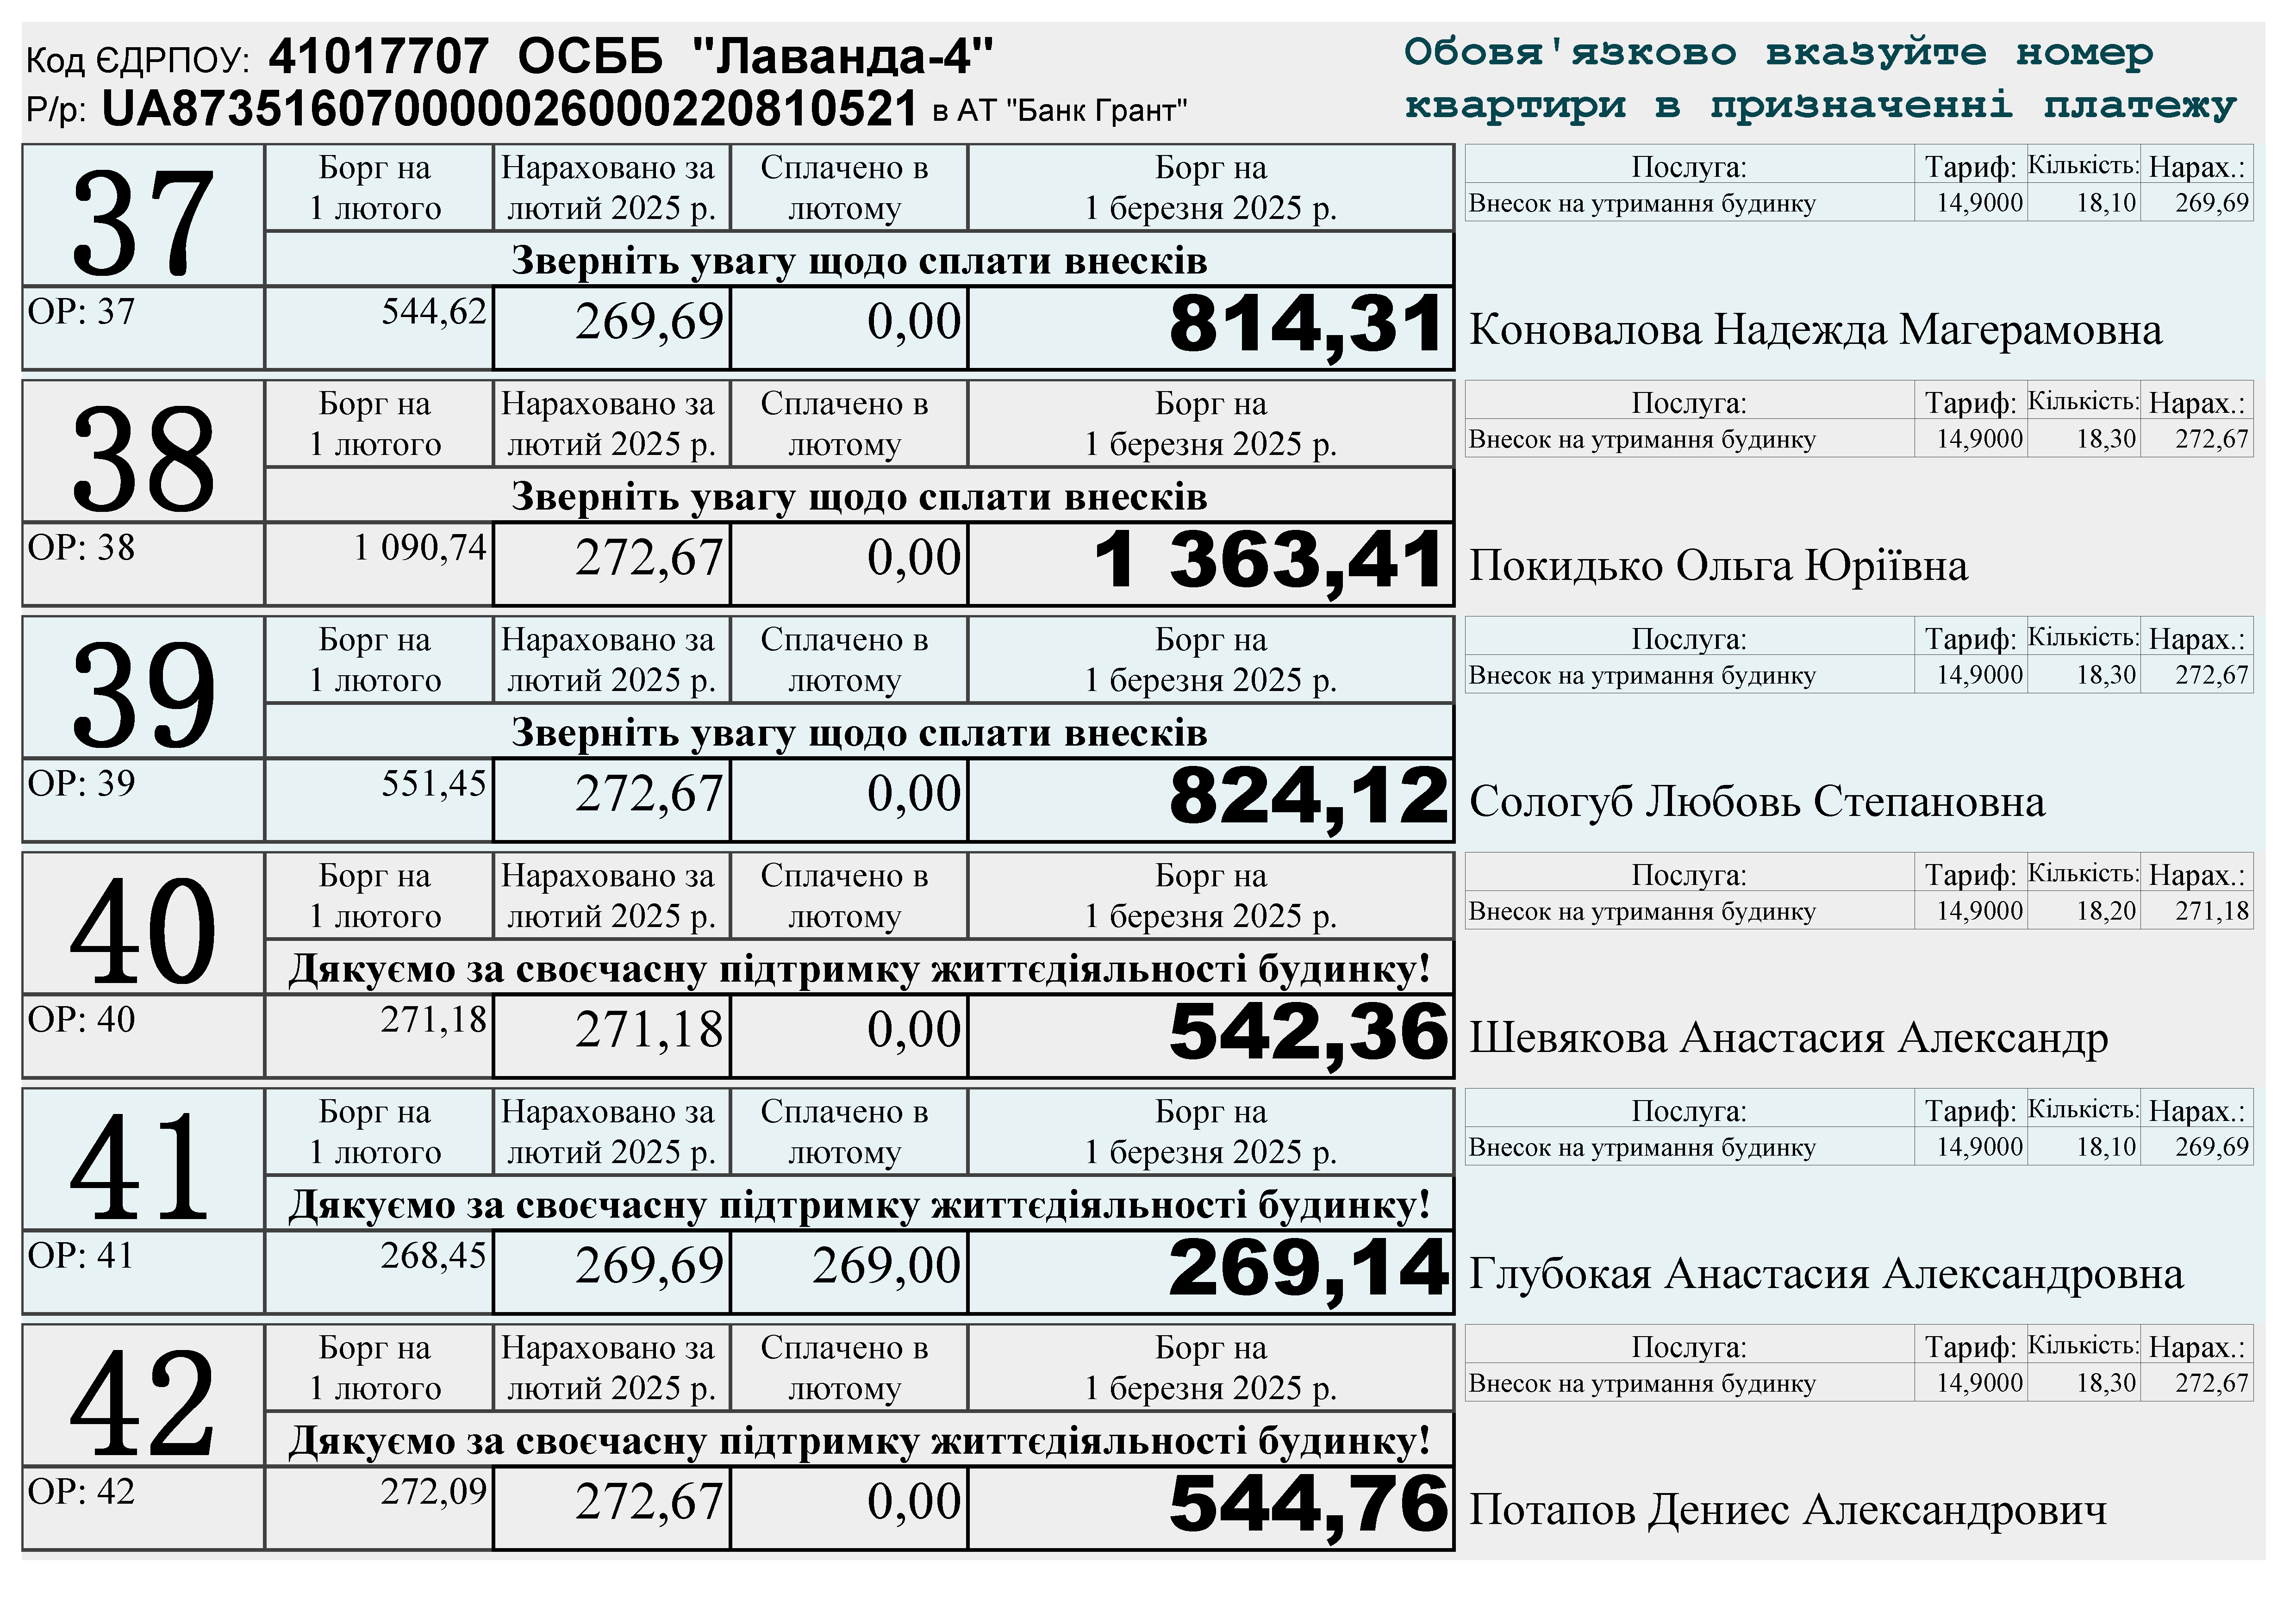 Код ЄДРПОУ: 41017707 ОСББ "Лаванда-4"
Р/р: UA873516070000026000220810521 в АТ "Банк Грант"
Обовя'язково вказуйте номер
квартири в призначенні платежу
37
Борг на 1 лютого
Нараховано за лютий 2025 р.
Сплачено в лютому
Борг на 1 березня 2025 р.
Зверніть увагу щодо сплати внесків
ОР: 37 544,62 269,69 0,00 814,31
Послуга: Тариф: Кількість: Нарах.:
Внесок на утримання будинку 14,9000 18,10 269,69
Коновалова Надежда Магерамовна
38
Борг на 1 лютого
Нараховано за лютий 2025 р.
Сплачено в лютому
Борг на 1 березня 2025 р.
Зверніть увагу щодо сплати внесків
ОР: 38 1 090,74 272,67 0,00 1 363,41
Послуга: Тариф: Кількість: Нарах.:
Внесок на утримання будинку 14,9000 18,30 272,67
Покидько Ольга Юріївна
39
Борг на 1 лютого
Нараховано за лютий 2025 р.
Сплачено в лютому
Борг на 1 березня 2025 р.
Зверніть увагу щодо сплати внесків
ОР: 39 551,45 272,67 0,00 824,12
Послуга: Тариф: Кількість: Нарах.:
Внесок на утримання будинку 14,9000 18,30 272,67
Сологуб Любовь Степановна
40
Борг на 1 лютого
Нараховано за лютий 2025 р.
Сплачено в лютому
Борг на 1 березня 2025 р.
Дякуємо за своєчасну підтримку життєдіяльності будинку!
ОР: 40 271,18 271,18 0,00 542,36
Послуга: Тариф: Кількість: Нарах.:
Внесок на утримання будинку 14,9000 18,20 271,18
Шевякова Анастасия Александр
41
Борг на 1 лютого
Нараховано за лютий 2025 р.
Сплачено в лютому
Борг на 1 березня 2025 р.
Дякуємо за своєчасну підтримку життєдіяльності будинку!
ОР: 41 268,45 269,69 269,00 269,14
Послуга: Тариф: Кількість: Нарах.:
Внесок на утримання будинку 14,9000 18,10 269,69
Глубокая Анастасия Александровна
42
Борг на 1 лютого
Нараховано за лютий 2025 р.
Сплачено в лютому
Борг на 1 березня 2025 р.
Дякуємо за своєчасну підтримку життєдіяльності будинку!
ОР: 42 272,09 272,67 0,00 544,76
Послуга: Тариф: Кількість: Нарах.:
Внесок на утримання будинку 14,9000 18,30 272,67
Потапов Дениес Александрович